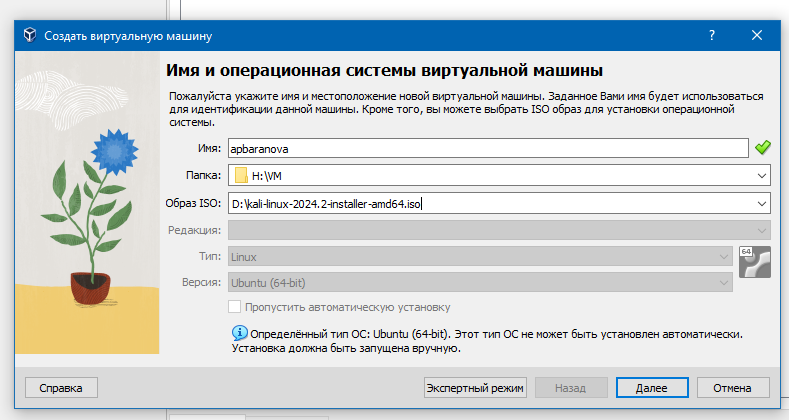 Создать виртуальную машину
?
Имя и операционная системы виртуальной машины
Пожалуйста укажите имя и местоположение новой виртуальной машины. Заданное Вами имя будет использоваться
для идентификации данной машины. Кроме того, вы можете выбрать ISO образ для установки операционной
системы.
Имя: apbaranova
Папка: H:\VM
Образ ISO: D:\kali-linux-2024.2-installer-amd64.iso
Редакция:
Тип: Linux
64
Версия: Ubuntu (64-bit)
Пропустить автоматическую установку
Определённый тип ОС: Ubuntu (64-bit). Этот тип ОС не может быть установлен автоматически.
Установка должна быть запущена вручную.
Справка Экспертный режим Назад Далее Отмена